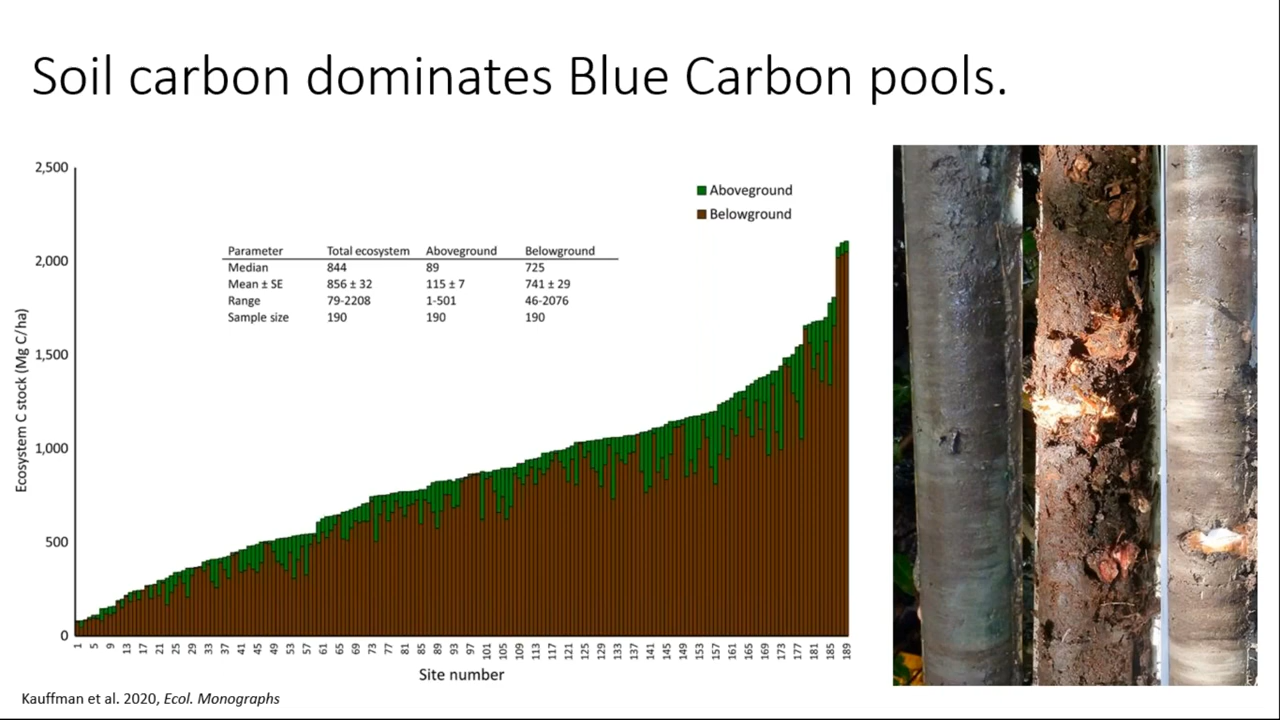 Soil carbon dominates Blue Carbon pools.
2,500
2,000
1,500
1,000
500
0
Ecosystem C stock (Mg C/ha)
Aboveground
Belowground
Parameter Total ecosystem Aboveground Belowground
Median 844 89 725
Mean ± SE 856 ± 32 115 ± 7 741 ± 29
Range 79-2208 1-501 46-2076
Sample size 190 190 190
1 5 9 13 17 21 25 29 33 37 41 45 49 53 57 61 65 69 73 77 81 85 89 93 97 101 105 109 113 117 121 125 129 133 137 141 145 149 153 157 161 165 169 173 177 181 185 189
Site number
Kauffman et al. 2020, Ecol. Monographs